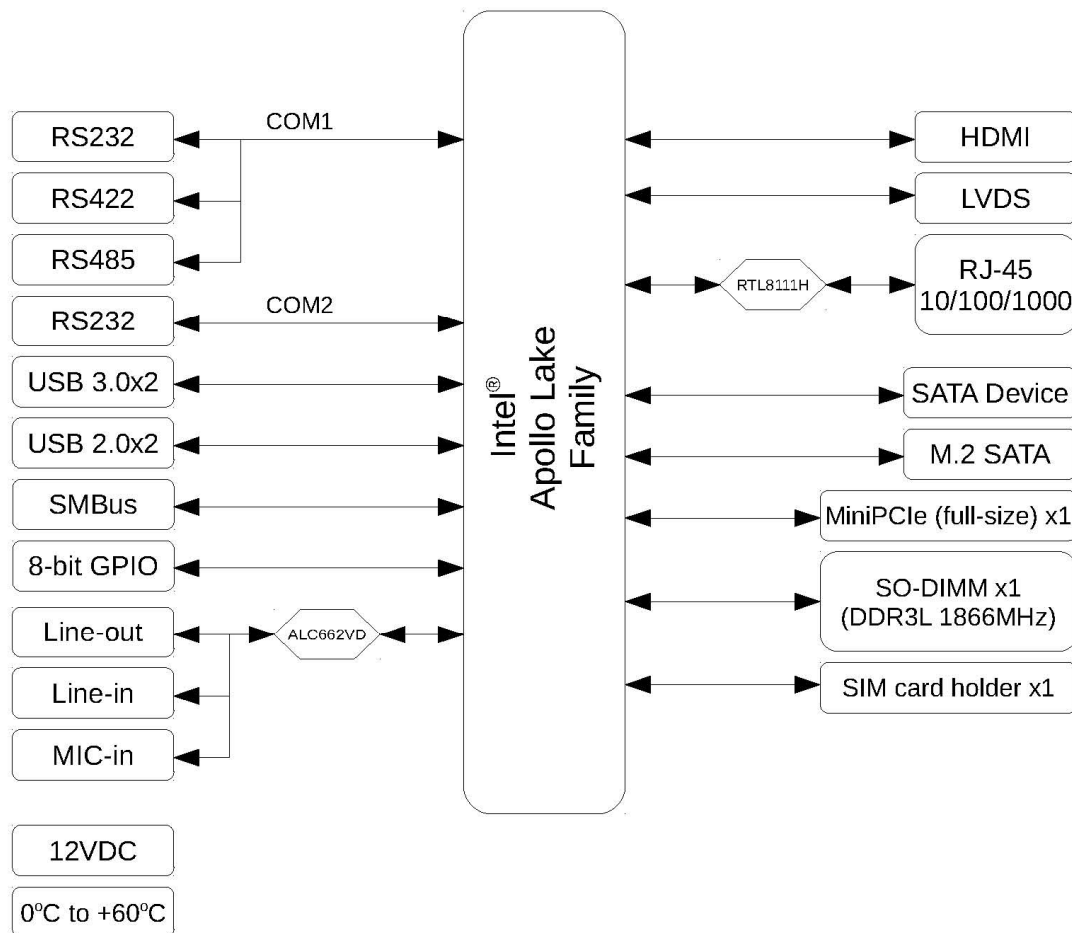 RS232
COM1
RS422
RS485
RS232
COM2
USB 3.0x2
USB 2.0x2
SMBus
8-bit GPIO
Line-out
ALC662VD
Line-in
MIC-in
12VDC
0°C to +60°C
Intel®
Apollo Lake
Family
HDMI
LVDS
RTL8111H
RJ-45
10/100/1000
SATA Device
M.2 SATA
MiniPCIe (full-size) x1
SO-DIMM x1
(DDR3L 1866MHz)
SIM card holder x1